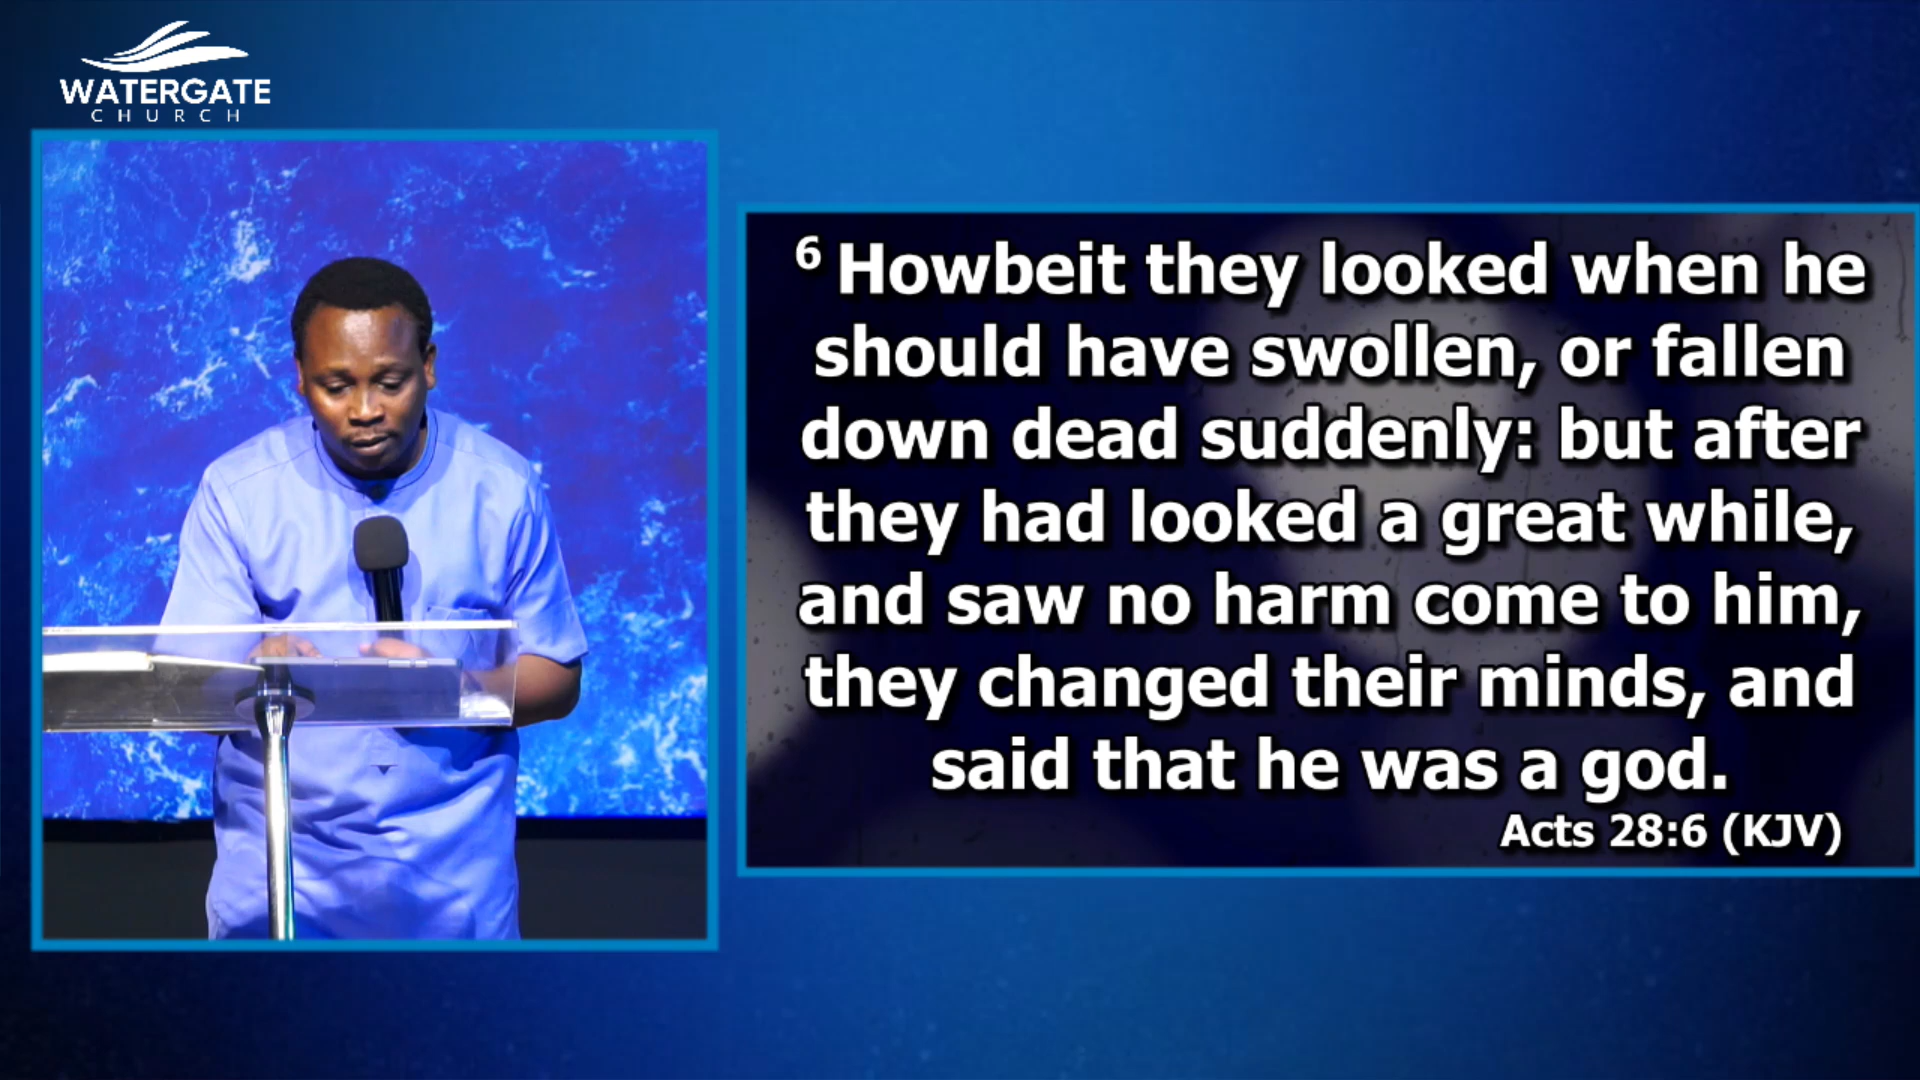 WATERGATE
CHURCH
6 Howbeit they looked when he
should have swollen, or fallen
down dead suddenly: but after
they had looked a great while,
and saw no harm come to him,
they changed their minds, and
said that he was a god.
Acts 28:6 (KJV)